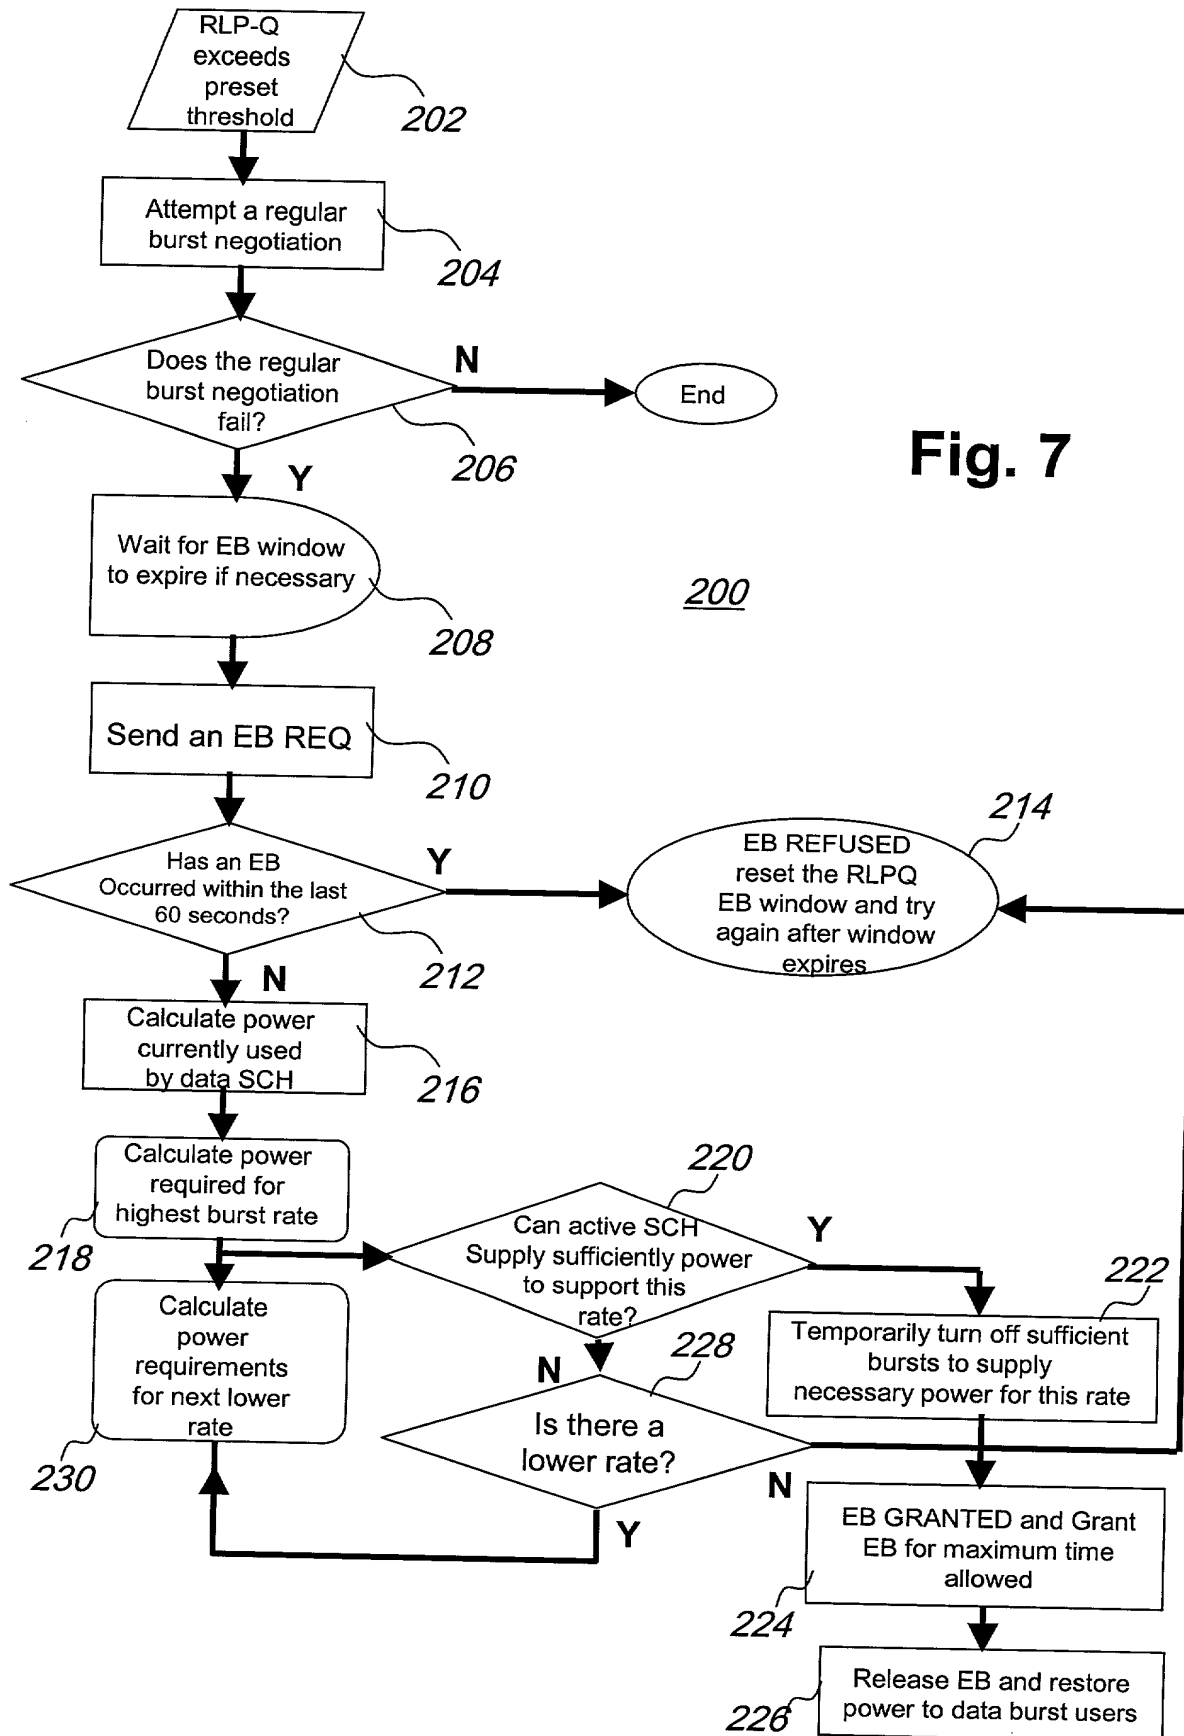 RLP-Q
exceeds
preset
threshold
202
Attempt a regular
burst negotiation
204
Does the regular
burst negotiation
fail?
N
End
206
Y
Fig. 7
Wait for EB window
to expire if necessary
200
208
Send an EB REQ
210
214
Has an EB
Occurred within the last
60 seconds?
Y
EB REFUSED
reset the RLPQ
EB window and try
again after window
expires
212
N
Calculate power
currently used
by data SCH
216
Calculate power
required for
highest burst rate
218
220
Can active SCH
Supply sufficiently power
to support this
rate?
Y
222
Temporarily turn off sufficient
bursts to supply
necessary power for this rate
Calculate
power
requirements
for next lower
rate
230
N
228
Is there a
lower rate?
N
Y
EB GRANTED and Grant
EB for maximum time
allowed
224
Release EB and restore
power to data burst users
226